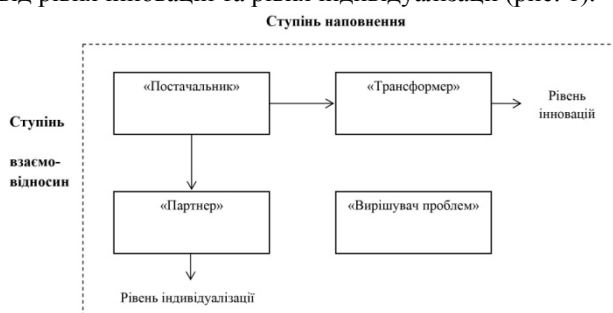 від рівня інновацій та рівня індивідуалізації (рис. 1).
Ступінь наповнення
«Постачальник»
«Трансформер»
Рівень
інновацій
Ступінь
взаємо-
відносин
«Партнер»
«Вирішувач проблем»
Рівень індивідуалізації